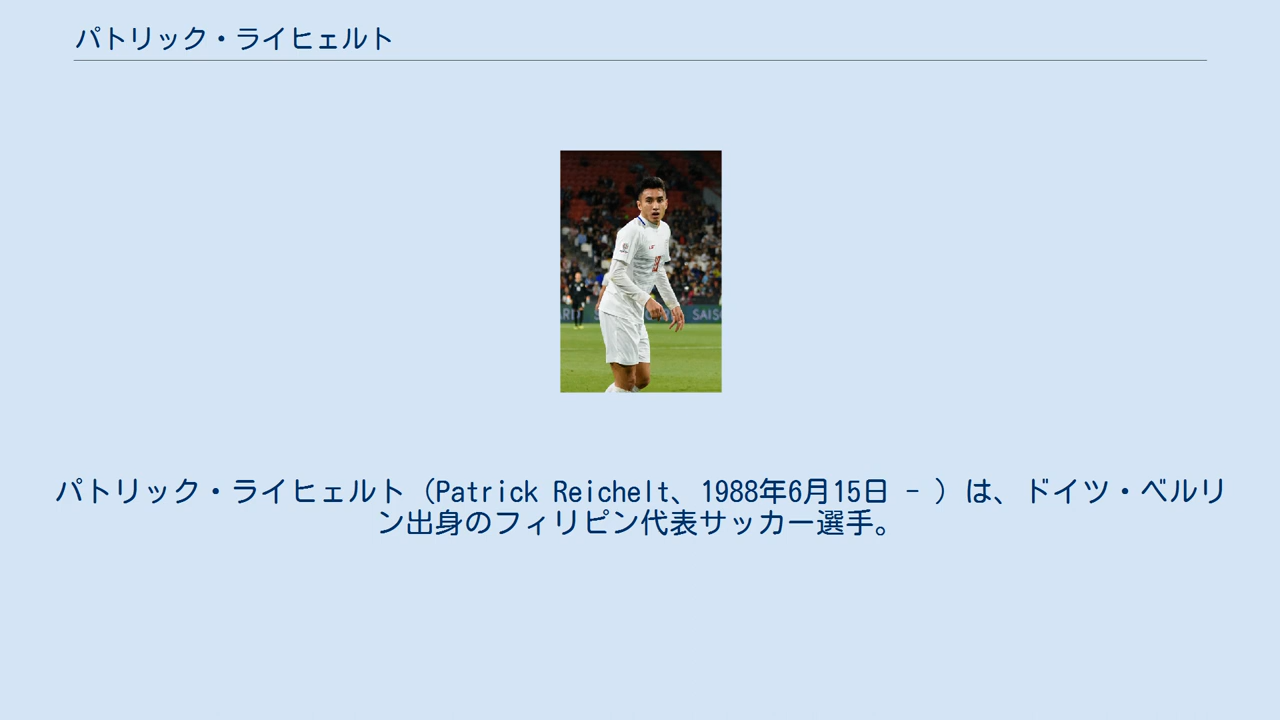 パトリック・ライヒェルト
SAISO
パトリック・ライヒェルト（Patrick Reichelt、1988年6月15日 - ）は、ドイツ・ベルリ
ン出身のフィリピン代表サッカー選手。